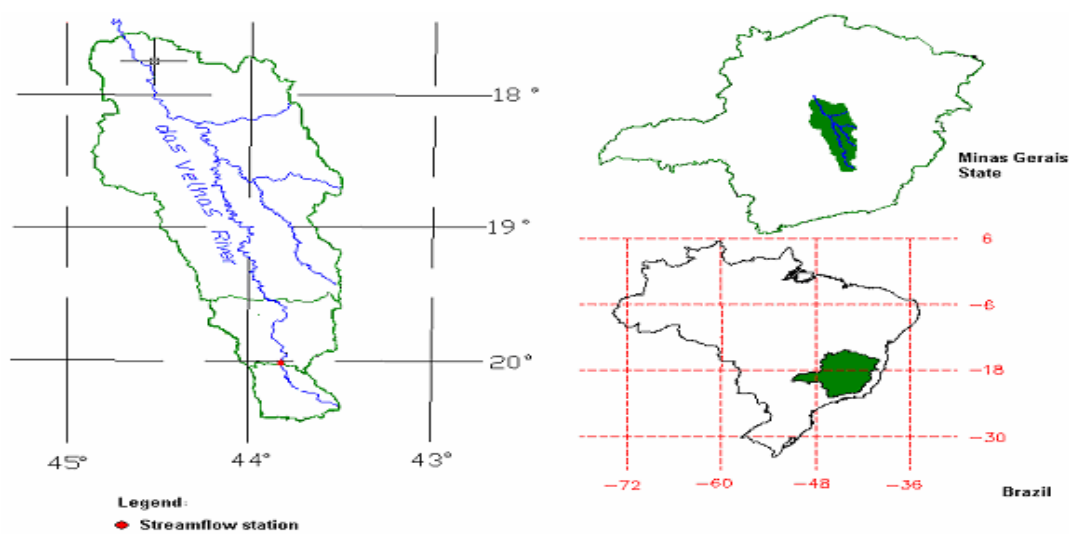 18°
das Velhas River
19°
20°
45°
44°
43°
Legend:
Streamflow station
Minas Gerais
State
6
-6
-18
-30
-72
-60
-48
-36
Brazil